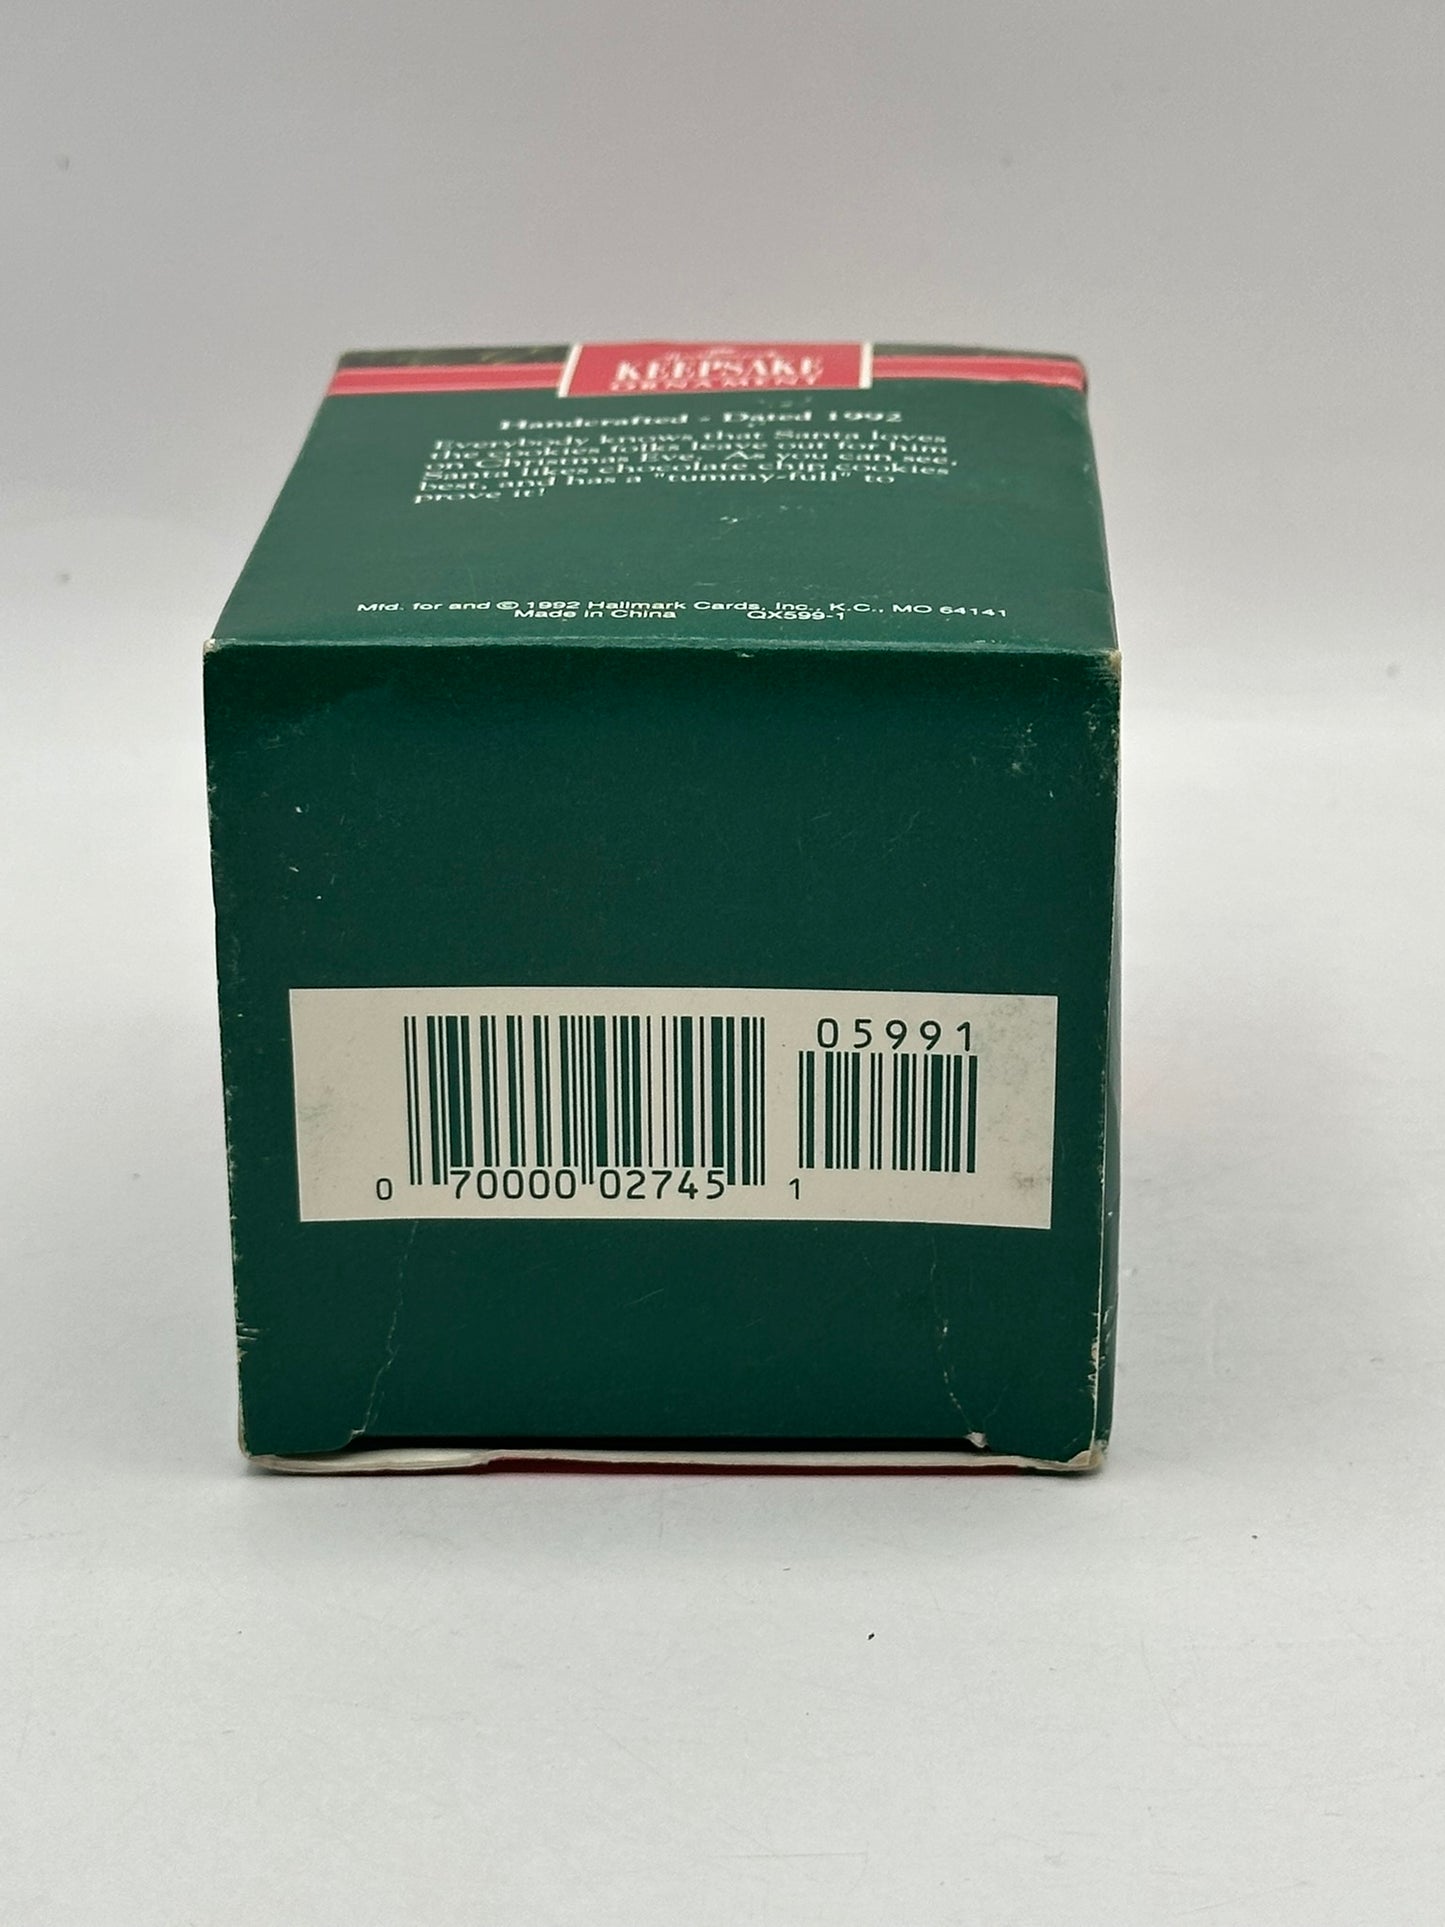 Hallmark
KEEPSAKE
ORNAMENT
Handcrafted - Dated 1992
Everybody knows that Santa loves
the cookies folks leave out for him
on Christmas Eve. As you can see,
Santa likes chocolate chip cookies
best, and has a "tummy-full" to
prove it!
Mfd. for and © 1992 Hallmark Cards, Inc., K.C., MO 64141
Made in China QX599-1
05991
0 70000 02745 1